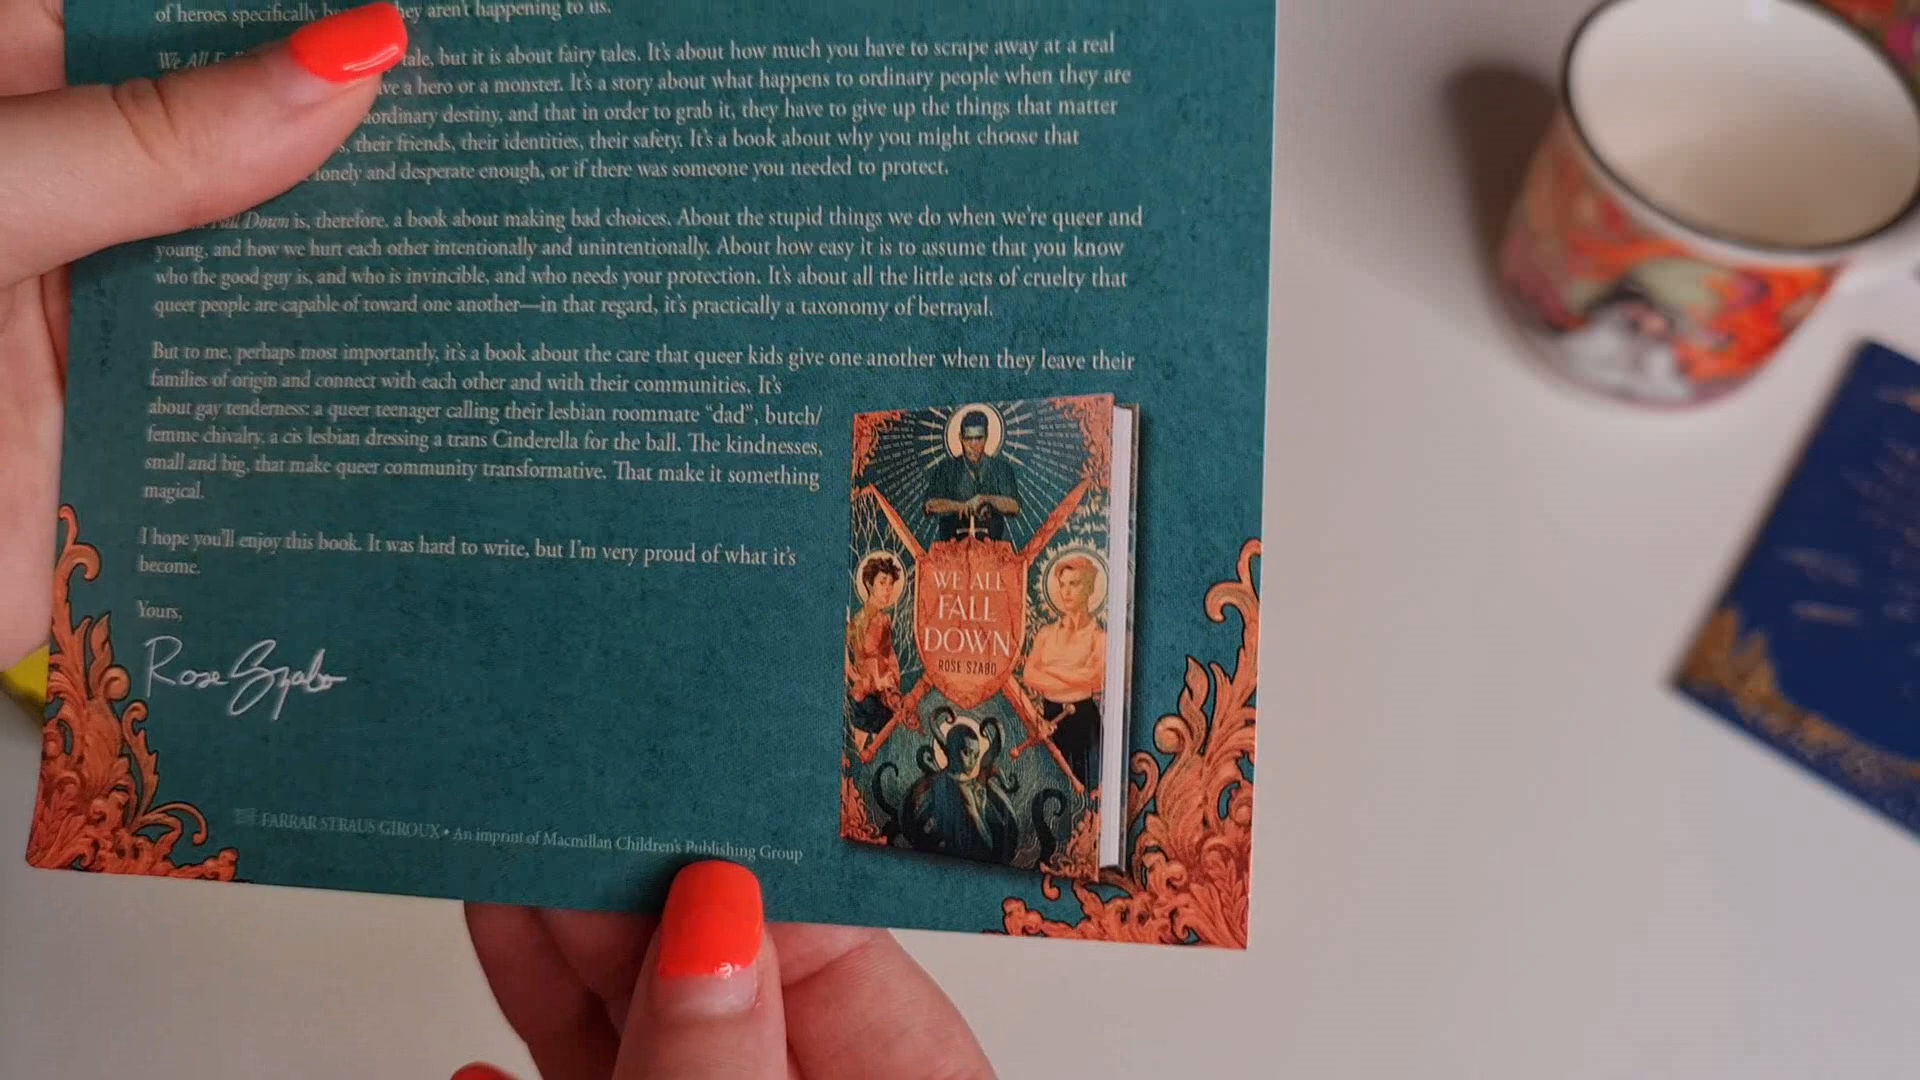 of heroes specifically they aren't happening to us.
We All tale, but it is about fairy tales. It's about how much you have to scrape away at a real
a hero or a monster. It's a story about what happens to ordinary people when they are
destiny, and that in order to grab it, they have to give up the things that matter
their friends, their identities, their safety. It's a book about why you might choose that
lonely and desperate enough, or if there was someone you needed to protect.
Down is, therefore, a book about making bad choices. About the stupid things we do when we're queer and
young, and how we hurt each other intentionally and unintentionally. About how easy it is to assume that you know
who the good guy is, and who is invincible, and who needs your protection. It's about all the little acts of cruelty that
queer people are capable of toward one another—in that regard, it's practically a taxonomy of betrayal.
But to me, perhaps most importantly, it's a book about the care that queer kids give one another when they leave their
families of origin and connect with each other and with their communities. It's
about gay tenderness: a queer teenager calling their lesbian roommate "dad", butch/
femme chivalry, a cis lesbian dressing a trans Cinderella for the ball. The kindnesses,
small and big, that make queer community transformative. That make it something
magical.
I hope you'll enjoy this book. It was hard to write, but I'm very proud of what it's
become.
Yours,
Rose Szabo
FARRAR STRAUS GIROUX • An imprint of Macmillan Children's Publishing Group
WE ALL
FALL
DOWN
ROSE SZABO